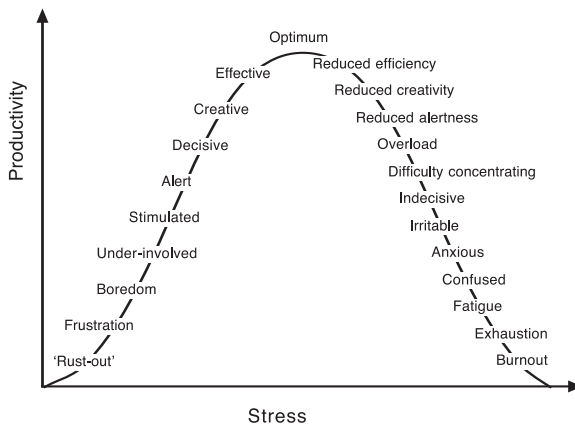 Optimum
Effective
Creative
Decisive
Alert
Stimulated
Under-involved
Boredom
Frustration
‘Rust-out’
Reduced efficiency
Reduced creativity
Reduced alertness
Overload
Difficulty concentrating
Indecisive
Irritable
Anxious
Confused
Fatigue
Exhaustion
Burnout
Productivity
Stress